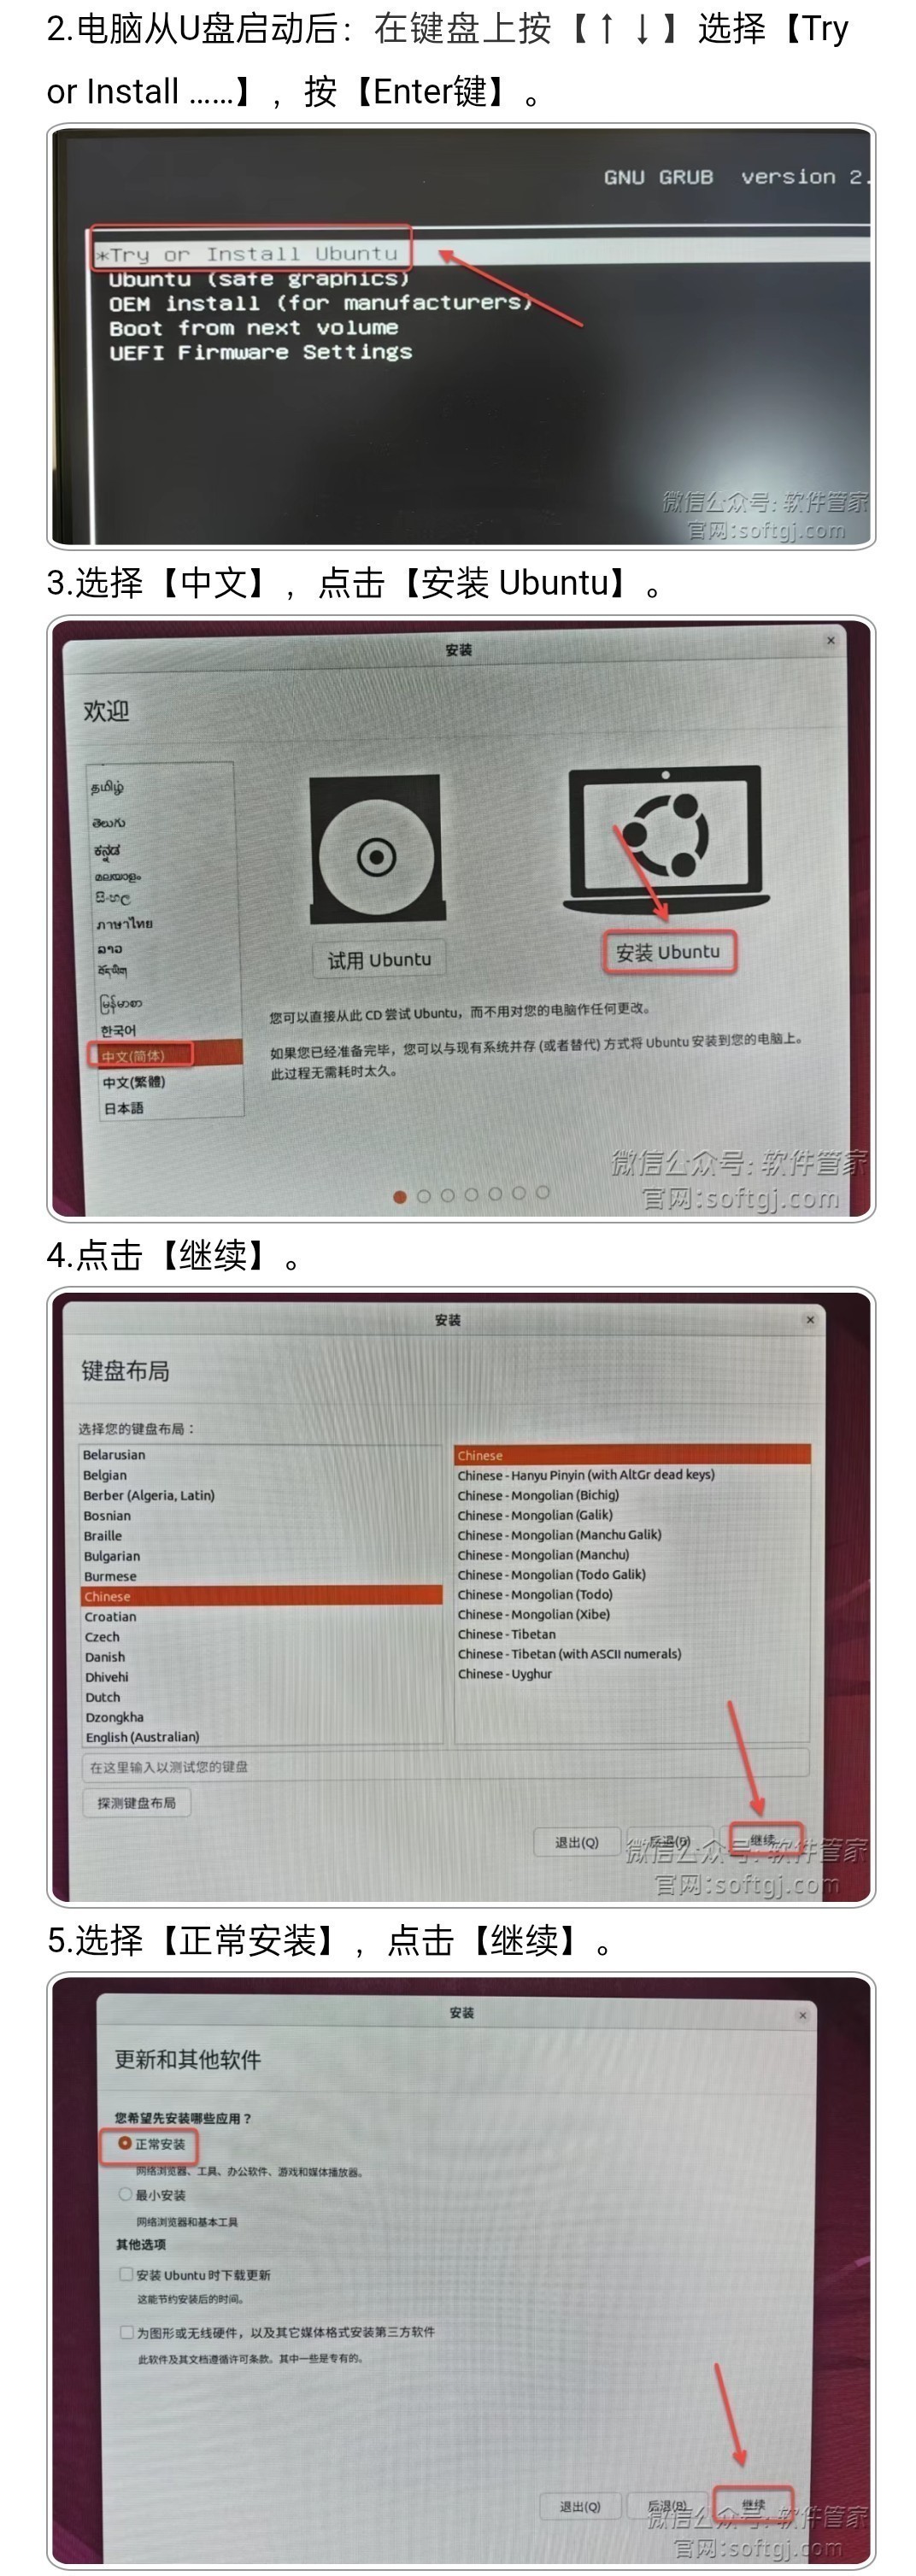 2.电脑从U盘启动后：在键盘上按【↑ ↓】选择【Try
or Install ......】，按【Enter键】。
GNU GRUB version 2.
*Try or Install Ubuntu
Ubuntu (safe graphics)
OEM install (for manufacturers)
Boot from next volume
UEFI Firmware Settings
微信公众号: 软件管家
官网:softgj.com
3.选择【中文】，点击【安装 Ubuntu】。
安装
×
欢迎
தமிழ்
తెలుగు
ಕನ್ನಡ
മലയാളം
සිංහල
ภาษาไทย
ລາວ
བོད་ཡིག
မြန်မာစာ
한국어
中文(简体)
中文(繁體)
日本語
试用 Ubuntu
安装 Ubuntu
您可以直接从此 CD 尝试 Ubuntu，而不用对您的电脑作任何更改。
如果您已经准备完毕，您可以与现有系统并存 (或者替代) 方式将 Ubuntu 安装到您的电脑上。
此过程无需耗时太久。
微信公众号: 软件管家
官网:softgj.com
4.点击【继续】。
安装
×
键盘布局
选择您的键盘布局：
Belarusian
Belgian
Berber (Algeria, Latin)
Bosnian
Braille
Bulgarian
Burmese
Chinese
Croatian
Czech
Danish
Dhivehi
Dutch
Dzongkha
English (Australian)
Chinese
Chinese - Hanyu Pinyin (with AltGr dead keys)
Chinese - Mongolian (Bichig)
Chinese - Mongolian (Galik)
Chinese - Mongolian (Manchu Galik)
Chinese - Mongolian (Manchu)
Chinese - Mongolian (Todo Galik)
Chinese - Mongolian (Todo)
Chinese - Mongolian (Xibe)
Chinese - Tibetan
Chinese - Tibetan (with ASCII numerals)
Chinese - Uyghur
在这里输入以测试您的键盘
探测键盘布局
退出(Q) 后退(B) 继续
微信公众号: 软件管家
官网:softgj.com
5.选择【正常安装】，点击【继续】。
安装
×
更新和其他软件
您希望先安装哪些应用？
正常安装
网络浏览器、工具、办公软件、游戏和媒体播放器。
最小安装
网络浏览器和基本工具
其他选项
安装 Ubuntu 时下载更新
这能节约安装后的时间。
为图形或无线硬件，以及其它媒体格式安装第三方软件
此软件及其文档遵循许可条款。其中一些是专有的。
退出(Q) 后退(B) 继续
微信公众号: 软件管家
官网:softgj.com